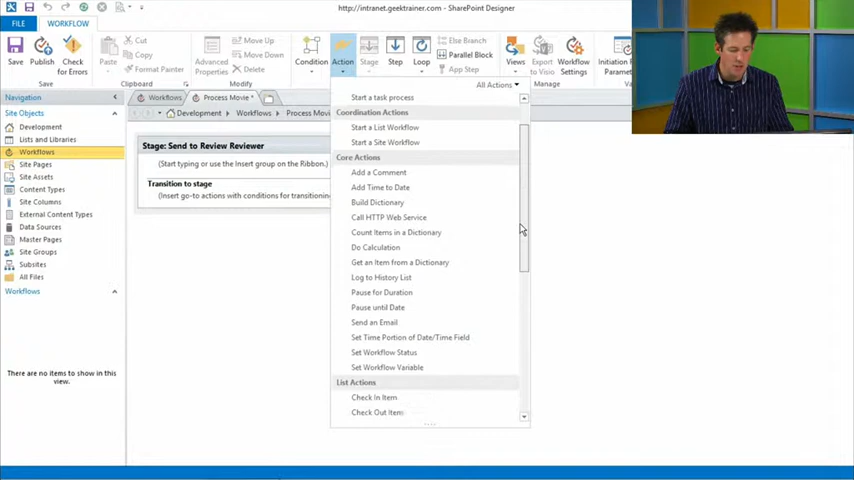 http://intranet.geektrainer.com/ - SharePoint Designer
FILE
WORKFLOW
Save
Publish
Check for Errors
Save
Cut
Copy
Format Painter
Clipboard
Advanced Properties
Move Up
Move Down
Delete
Modify
Condition
Action
Stage
Step
Loop
Else Branch
Parallel Block
App Step
Views
Export to Visio
Workflow Settings
Initiation
Manage
All Actions
Navigation
Site Objects
Development
Lists and Libraries
Workflows
Site Pages
Site Assets
Content Types
Site Columns
External Content Types
Data Sources
Master Pages
Site Groups
Subsites
All Files
Workflows
There are no items to show in this view.
Workflows
Process Movie *
Development
Workflows
Process Movi
Stage: Send to Review Reviewer
(Start typing or use the Insert group on the Ribbon.)
Transition to stage
(Insert go-to actions with conditions for transitioning
Start a task process
Coordination Actions
Start a List Workflow
Start a Site Workflow
Core Actions
Add a Comment
Add Time to Date
Build Dictionary
Call HTTP Web Service
Count Items in a Dictionary
Do Calculation
Get an Item from a Dictionary
Log to History List
Pause for Duration
Pause until Date
Send an Email
Set Time Portion of Date/Time Field
Set Workflow Status
Set Workflow Variable
List Actions
Check In Item
Check Out Item